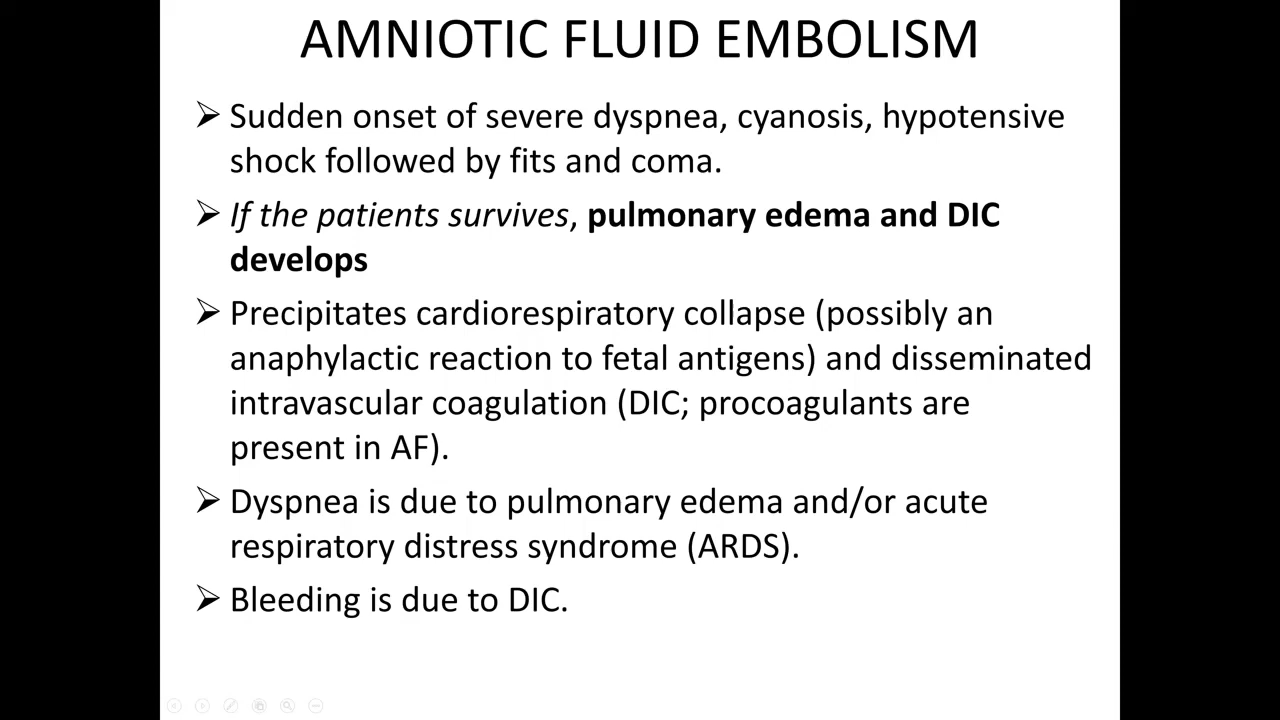 AMNIOTIC FLUID EMBOLISM
Sudden onset of severe dyspnea, cyanosis, hypotensive
shock followed by fits and coma.
If the patients survives, pulmonary edema and DIC
develops
Precipitates cardiorespiratory collapse (possibly an
anaphylactic reaction to fetal antigens) and disseminated
intravascular coagulation (DIC; procoagulants are
present in AF).
Dyspnea is due to pulmonary edema and/or acute
respiratory distress syndrome (ARDS).
Bleeding is due to DIC.